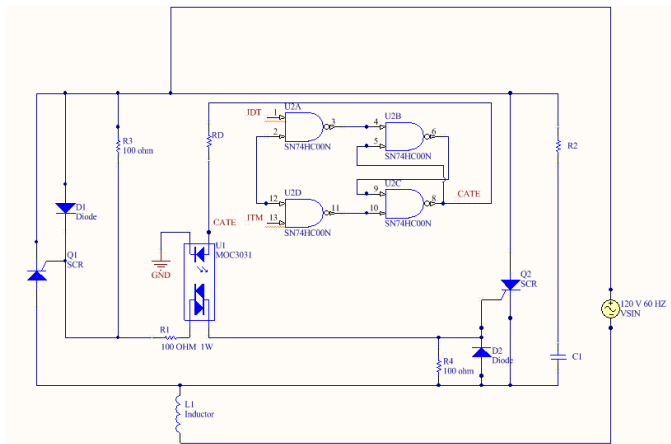 JDT
1
2
3
U2A
SN74HC00N
4
5
6
U2B
SN74HC00N
RD
R2
R3
100 ohm
12
13
11
U2D
SN74HC00N
JTM
9
10
8
U2C
SN74HC00N
CATE
D1
Diode
CATE
U1
MOC3031
GND
Q1
SCR
Q2
SCR
120 V 60 HZ
VSIN
R1
100 OHM 1W
D2
Diode
R4
100 ohm
C1
L1
Inductor